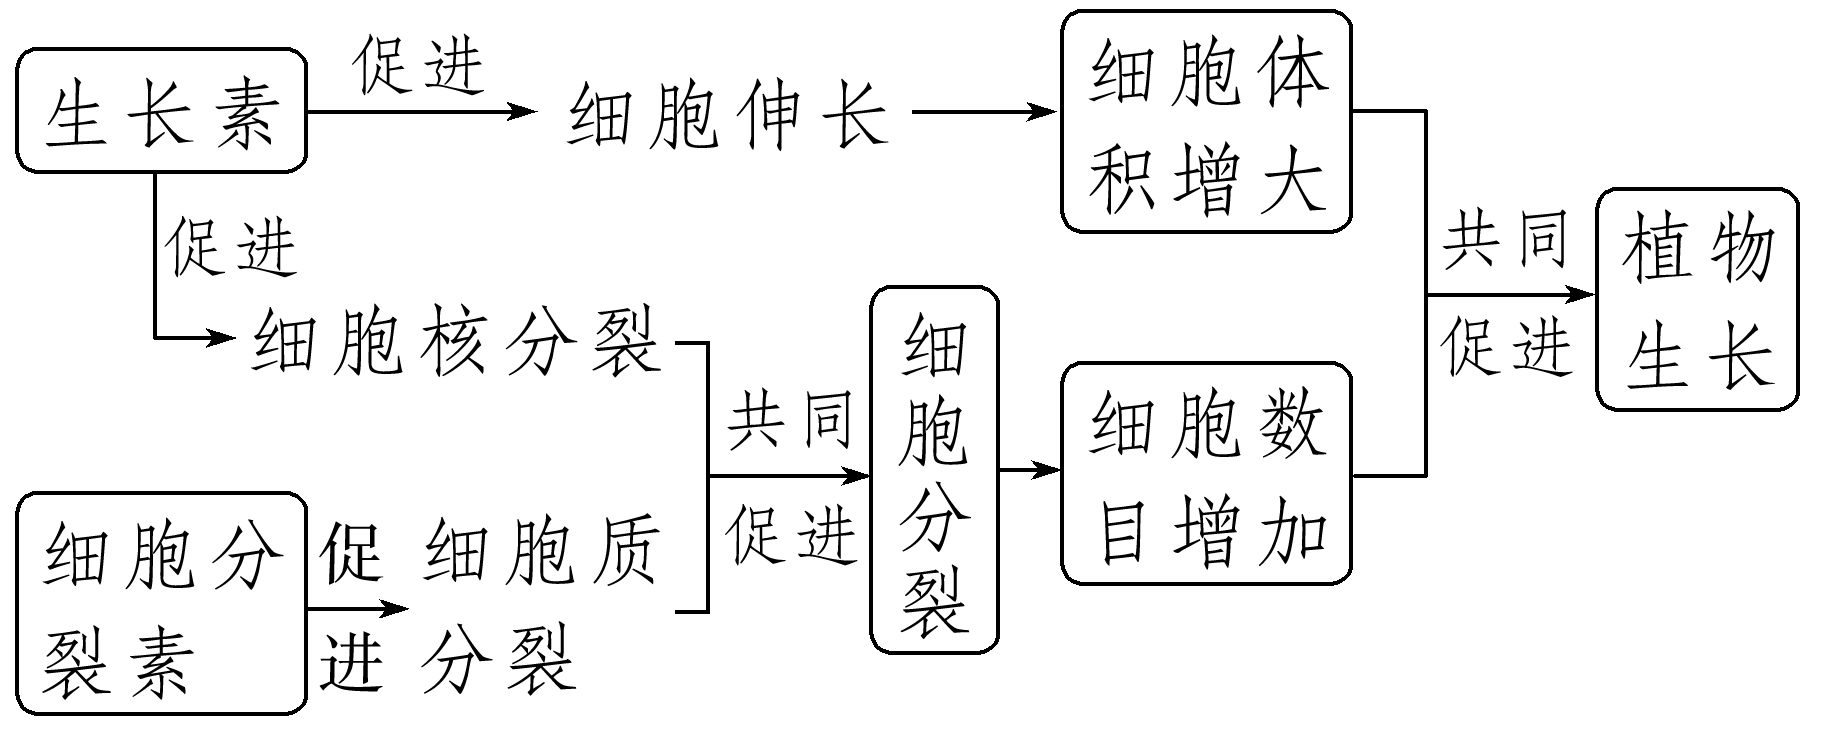 生长素
促进
细胞伸长
细胞体
积增大
促进
细胞核分裂
共同
促进
植物
生长
细胞分裂
共同
促进
细胞数
目增加
细胞分
裂素
促
进
细胞质
分裂